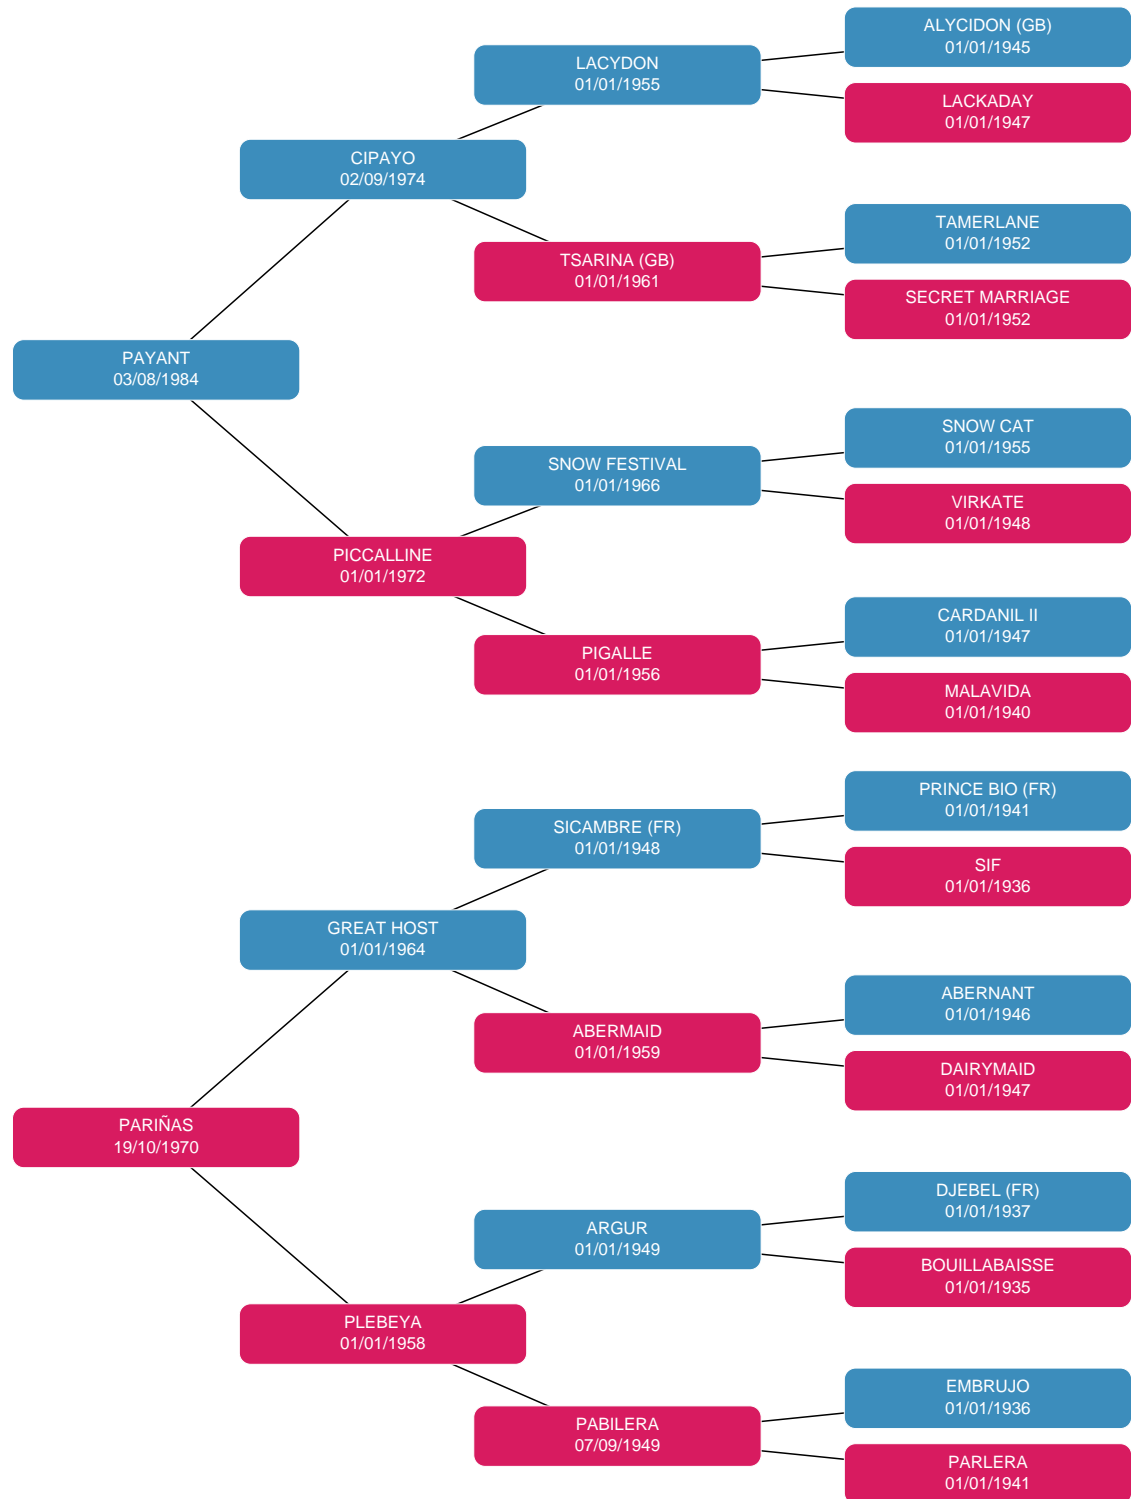 ALYCIDON (GB)
01/01/1945
LACYDON
01/01/1955
LACKADAY
01/01/1947
CIPAYO
02/09/1974
TAMERLANE
01/01/1952
TSARINA (GB)
01/01/1961
SECRET MARRIAGE
01/01/1952
PAYANT
03/08/1984
SNOW CAT
01/01/1955
SNOW FESTIVAL
01/01/1966
VIRKATE
01/01/1948
PICCALLINE
01/01/1972
CARDANIL II
01/01/1947
PIGALLE
01/01/1956
MALAVIDA
01/01/1940
PRINCE BIO (FR)
01/01/1941
SICAMBRE (FR)
01/01/1948
SIF
01/01/1936
GREAT HOST
01/01/1964
ABERNANT
01/01/1946
ABERMAID
01/01/1959
DAIRYMAID
01/01/1947
PARIÑAS
19/10/1970
DJEBEL (FR)
01/01/1937
ARGUR
01/01/1949
BOUILLABAISSE
01/01/1935
PLEBEYA
01/01/1958
EMBRUJO
01/01/1936
PABILERA
07/09/1949
PARLERA
01/01/1941